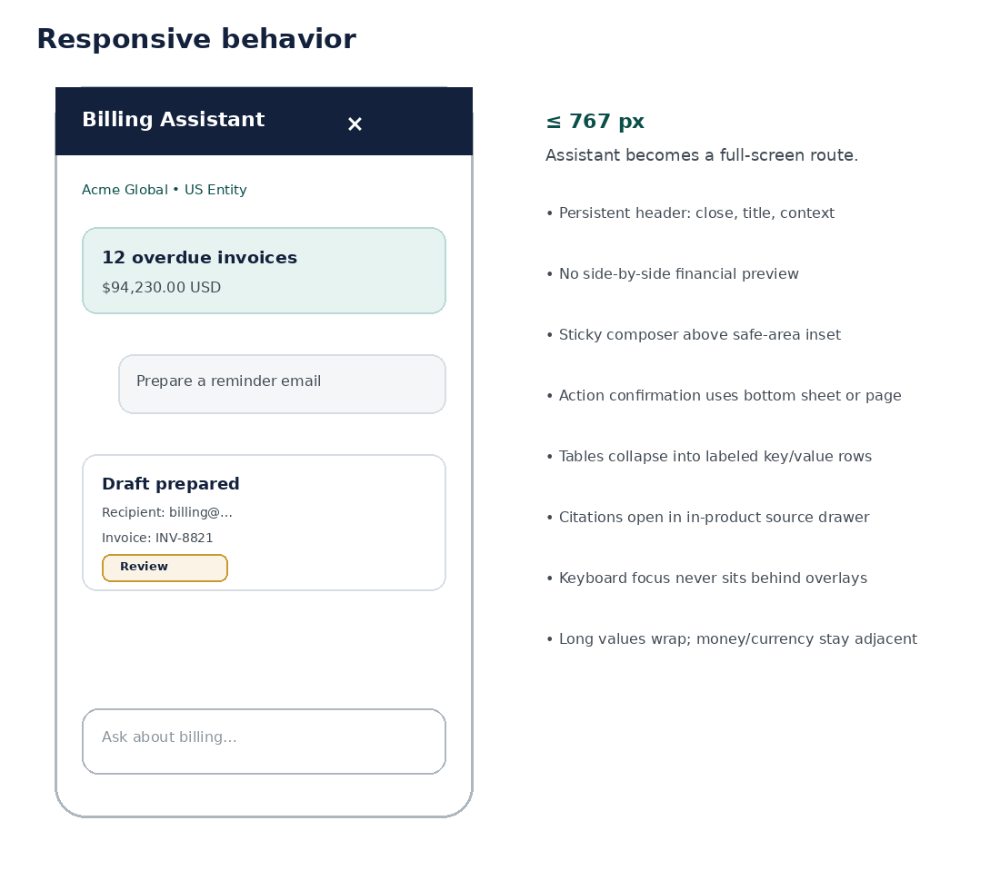 Responsive behavior
Billing Assistant ×
Acme Global • US Entity
12 overdue invoices
$94,230.00 USD
Prepare a reminder email
Draft prepared
Recipient: billing@…
Invoice: INV-8821
Review
Ask about billing…
≤ 767 px
Assistant becomes a full-screen route.
• Persistent header: close, title, context
• No side-by-side financial preview
• Sticky composer above safe-area inset
• Action confirmation uses bottom sheet or page
• Tables collapse into labeled key/value rows
• Citations open in in-product source drawer
• Keyboard focus never sits behind overlays
• Long values wrap; money/currency stay adjacent